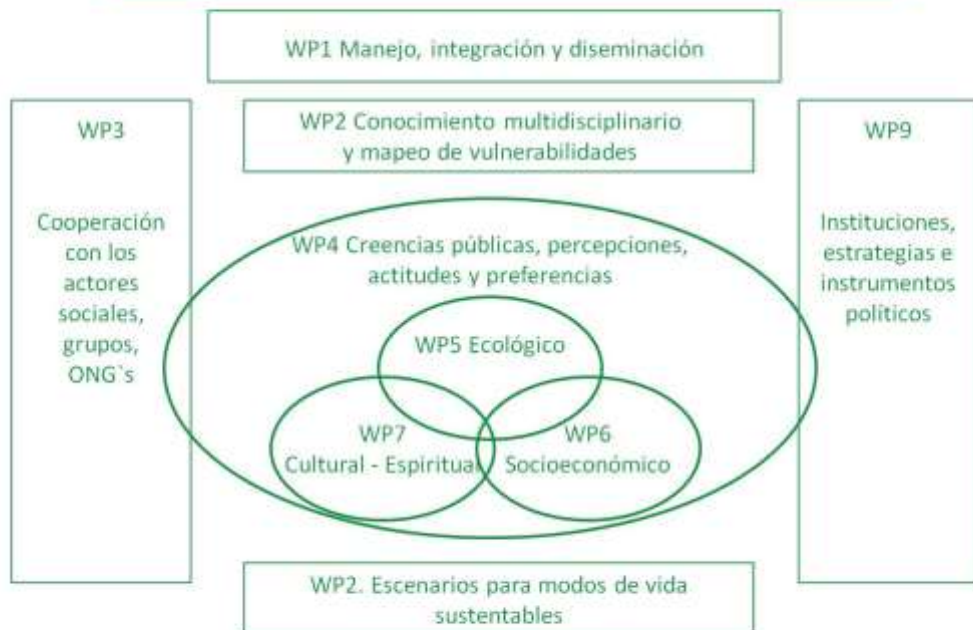 WP1 Manejo, integración y diseminación
WP3
WP2 Conocimiento multidisciplinario
y mapeo de vulnerabilidades
WP9
Cooperación
con los
actores
sociales,
grupos,
ONG`s
WP4 Creencias públicas, percepciones,
actitudes y preferencias
Instituciones,
estrategias e
instrumentos
políticos
WP5 Ecológico
WP7
Cultural - Espiritual
WP6
Socioeconómico
WP2. Escenarios para modos de vida
sustentables